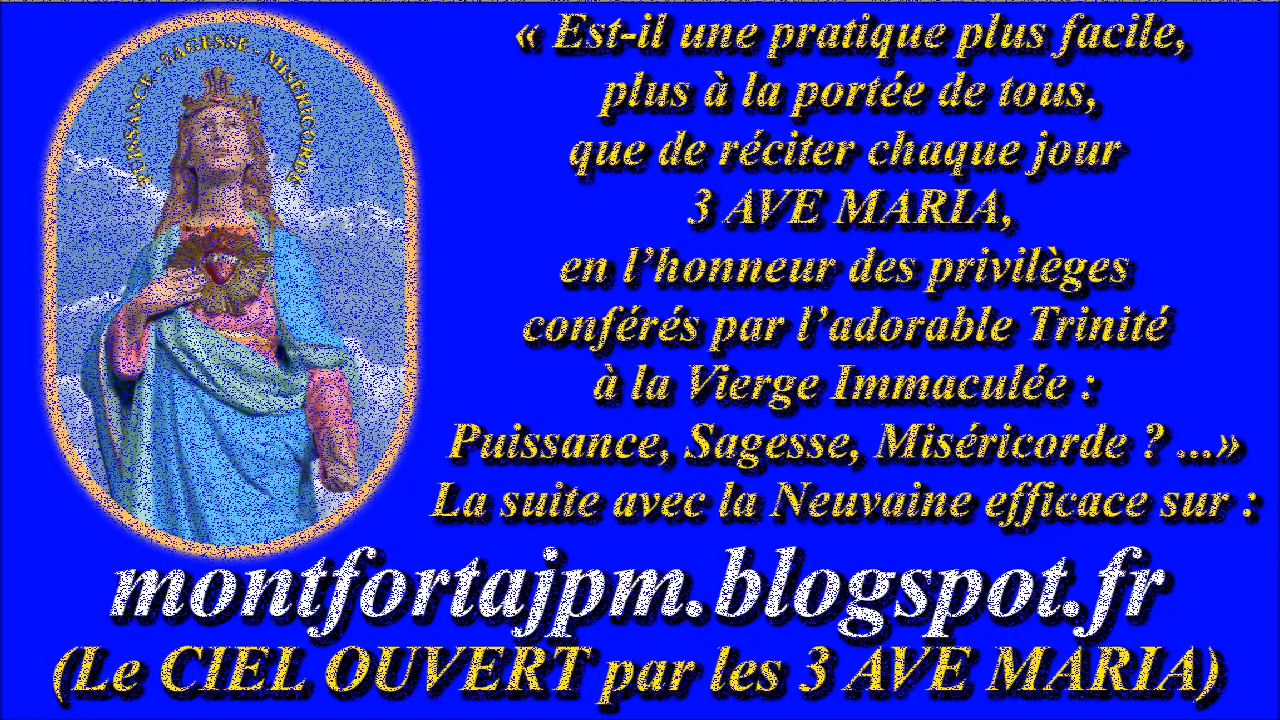 PUISSANCE - SAGESSE - MISÉRICORDE
« Est-il une pratique plus facile,
plus à la portée de tous,
que de réciter chaque jour
3 AVE MARIA,
en l’honneur des privilèges
conférés par l’adorable Trinité
à la Vierge Immaculée :
Puissance, Sagesse, Miséricorde ? ...»
La suite avec la Neuvaine efficace sur :
montfortajpm.blogspot.fr
(Le CIEL OUVERT par les 3 AVE MARIA)